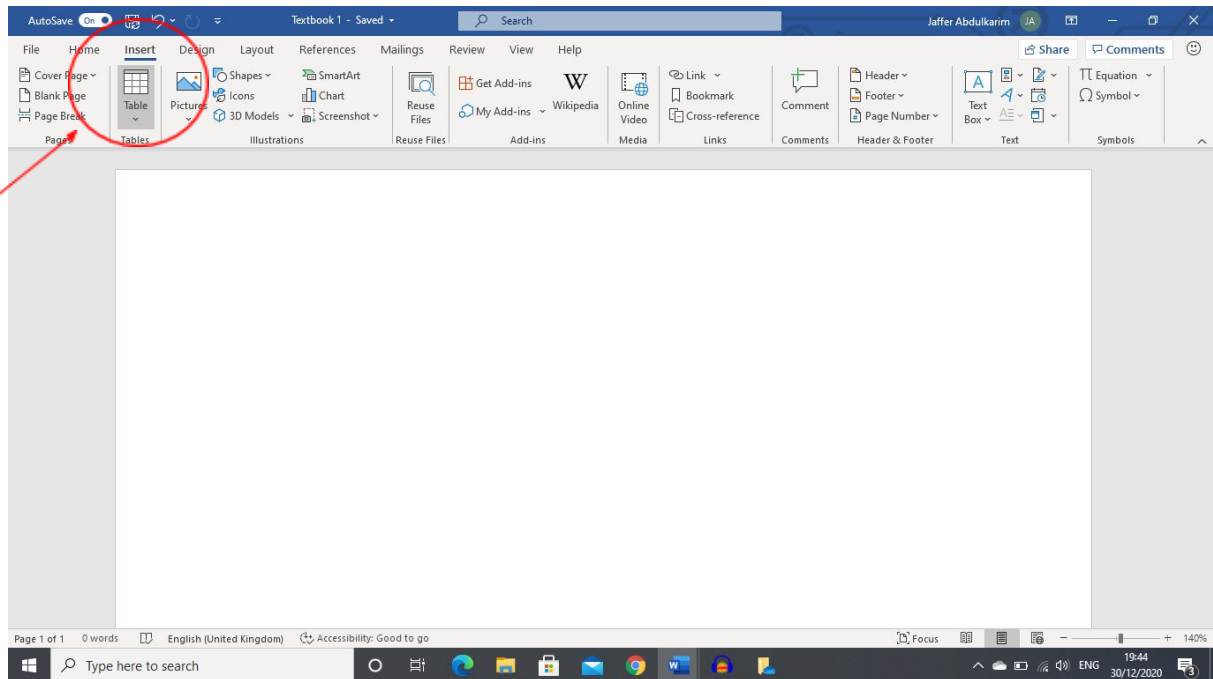 AutoSave On Textbook 1 - Saved Search Jaffer Abdulkarim JA
File Home Insert Design Layout References Mailings Review View Help Share Comments
Cover Page
Blank Page
Page Break
Pages
Table
Tables
Pictures
Shapes
Icons
3D Models
SmartArt
Chart
Screenshot
Illustrations
Reuse
Files
Reuse Files
Get Add-ins
My Add-ins
W
Wikipedia
Add-ins
Online
Video
Media
Link
Bookmark
Cross-reference
Links
Comment
Comments
Header
Footer
Page Number
Header & Footer
A
Text
Box
Text
Equation
Symbol
Symbols
Page 1 of 1 0 words English (United Kingdom) Accessibility: Good to go Focus 140%
Type here to search ENG 19:44
30/12/2020 3